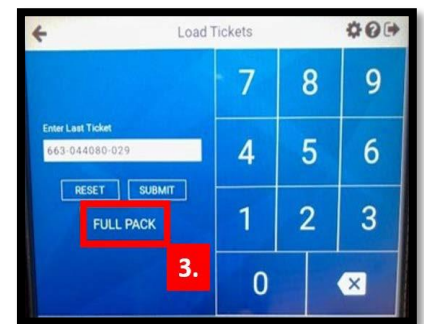 Load Tickets
7 8 9
Enter Last Ticket
663-044080-029
4 5 6
RESET SUBMIT
FULL PACK
1 2 3
3.
0